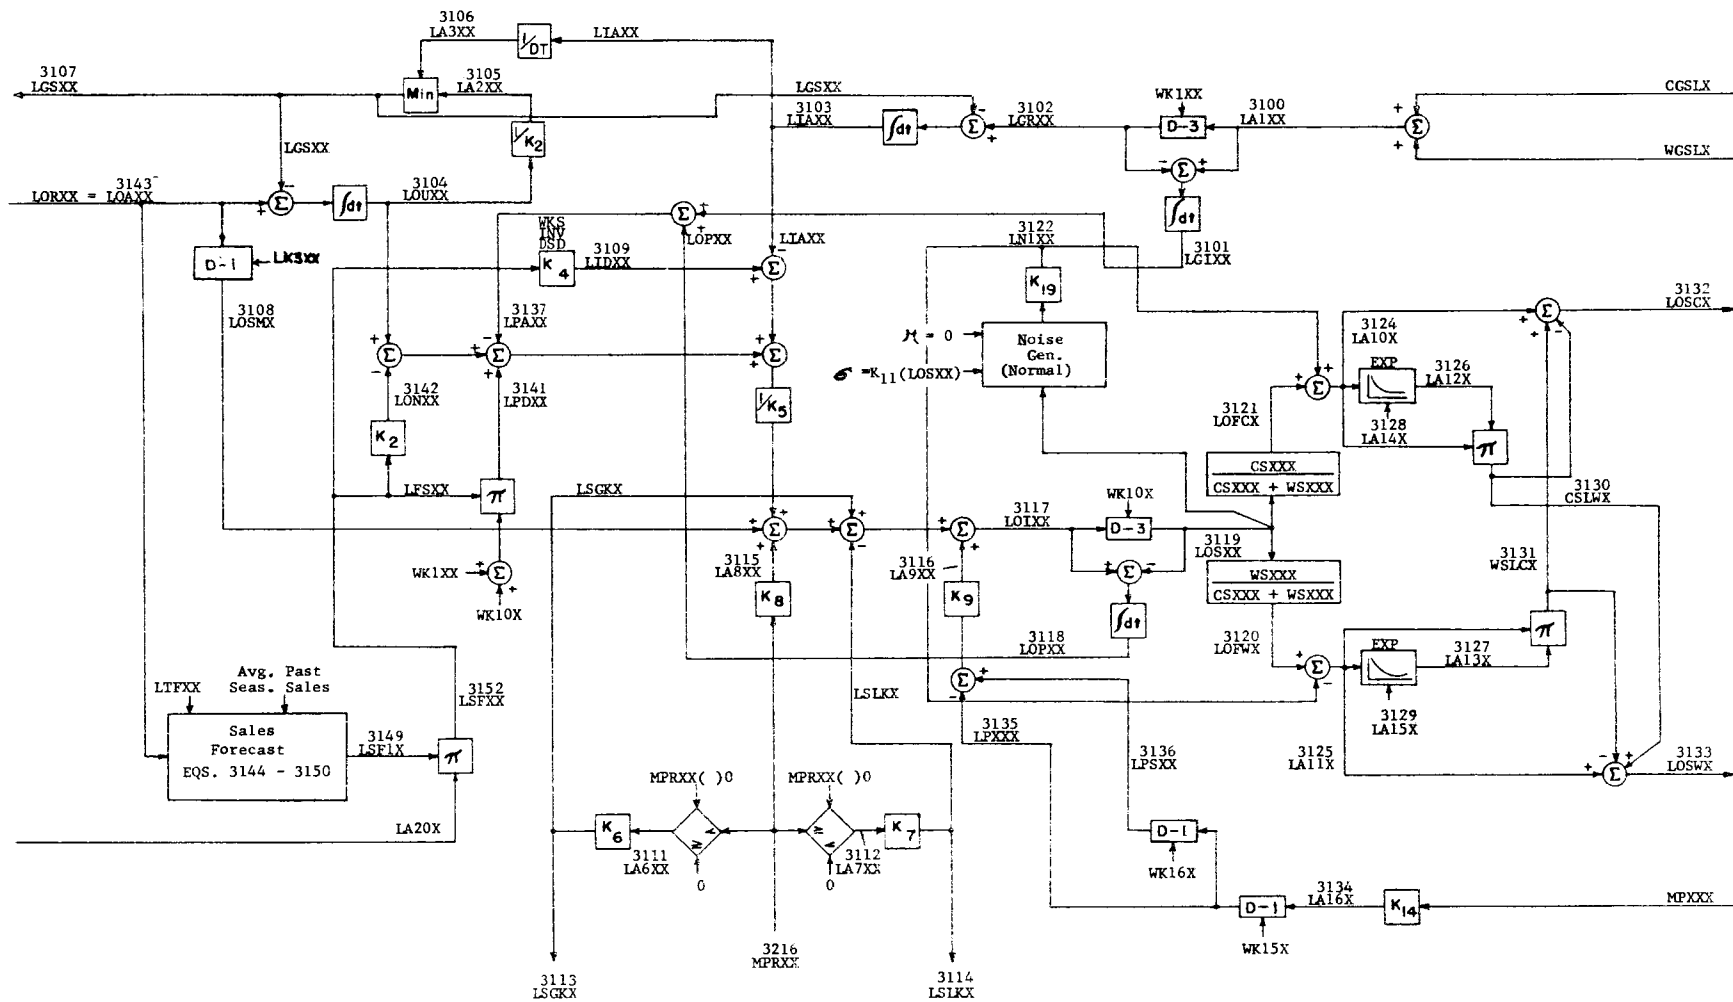 3106
LA3XX
1/DT
LIAXX
3107
LGSXX
Min
3105
LA2XX
LGSXX
3103
LIAXX
∫dt
Σ
3102
LGRXX
WK1XX
D-3
3100
LA1XX
Σ
CGSLX
WGSLX
1/K2
LGSXX
Σ
∫dt
LORXX = LOAXX
3143
Σ
∫dt
3104
LOUXX
Σ
LOPXX
LIAXX
3101
LGIXX
D-1
LK3XX
WKS
INV
DSD
K4
3109
LIDXX
Σ
3122
LN1XX
K19
3108
LOSMX
3137
LPAXX
Σ
Σ
Σ
Noise
Gen.
(Normal)
= 0
=K11(LOSXX)
3132
LOSCX
Σ
3124
LA10X
EXP
3126
LA12X
Σ
3128
LA14X
π
3142
LONXX
3141
LPDXX
1/K5
3121
LOFCX
K2
LFSXX
π
CSXXX
CSXXX + WSXXX
3130
CSLWX
LSGKX
WK10X
Σ
Σ
Σ
3117
LOIXX
D-3
3119
LOSXX
3131
WSLCX
WK1XX
Σ
WK10X
3115
LA8XX
K8
3116
LA9XX
K9
Σ
∫dt
WSXXX
CSXXX + WSXXX
π
3118
LOPXX
3120
LOFWX
Σ
EXP
3127
LA13X
3129
LA15X
Avg. Past
Seas. Sales
LTFXX
Sales
Forecast
EQS. 3144 - 3150
3149
LSF1X
3152
LSFXX
π
LSLKX
Σ
3135
LPXXX
3136
LPSXX
3125
LA11X
Σ
3133
LOSWX
LA20X
MPRXX( )0
MPRXX( )0
K6
≥ <
≥
<
K7
3111
LA6XX
3112
LA7XX
0
0
D-1
WK16X
D-1
WK15X
3134
LA16X
K14
MPXXX
3113
LSGKX
3216
MPRXX
3114
LSLKX